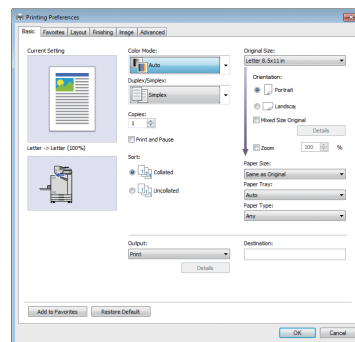 Printing Preferences
Basic Favorites Layout Finishing Image Advanced
Current Setting
Letter -> Letter (100%)
Color Mode:
Auto
Duplex/Simplex:
Simplex
Copies:
1
Print and Pause
Sort:
Collated
Uncollated
Output:
Print
Details
Original Size:
Letter 8.5x11 in
Orientation:
Portrait
Landscap
Mixed Size Original
Details
Zoom 100 %
Paper Size:
Same as Original
Paper Tray:
Auto
Paper Type:
Any
Destination:
Add to Favorites Restore Default
OK Cancel